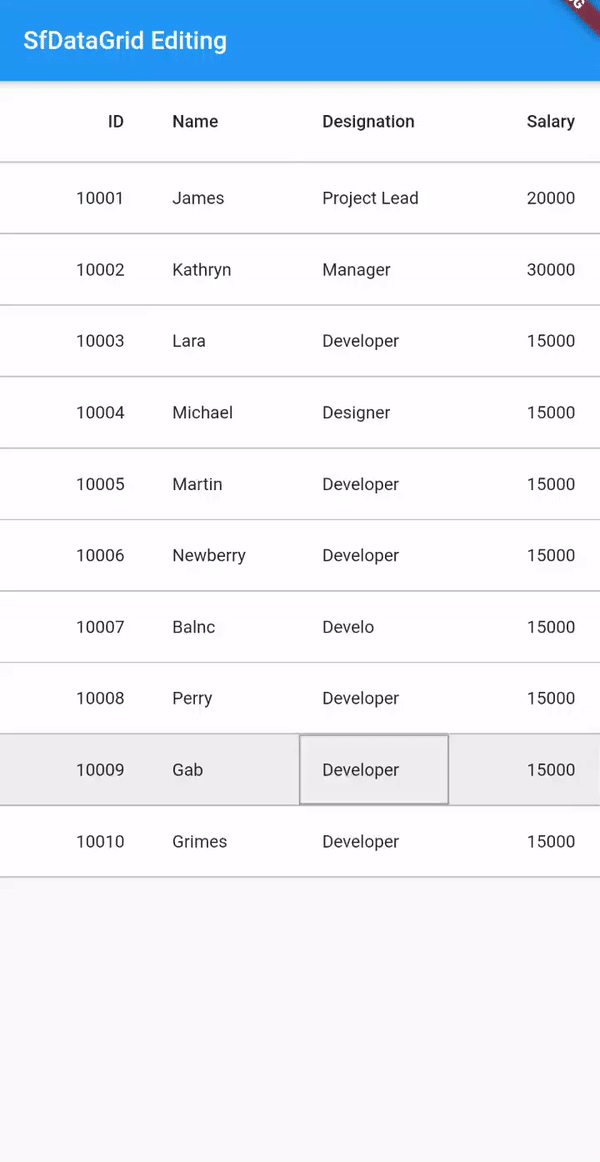 SfDataGrid Editing
ID Name Designation Salary
10001 James Project Lead 20000
10002 Kathryn Manager 30000
10003 Lara Developer 15000
10004 Michael Designer 15000
10005 Martin Developer 15000
10006 Newberry Developer 15000
10007 Balnc Develo 15000
10008 Perry Developer 15000
10009 Gab Developer 15000
10010 Grimes Developer 15000